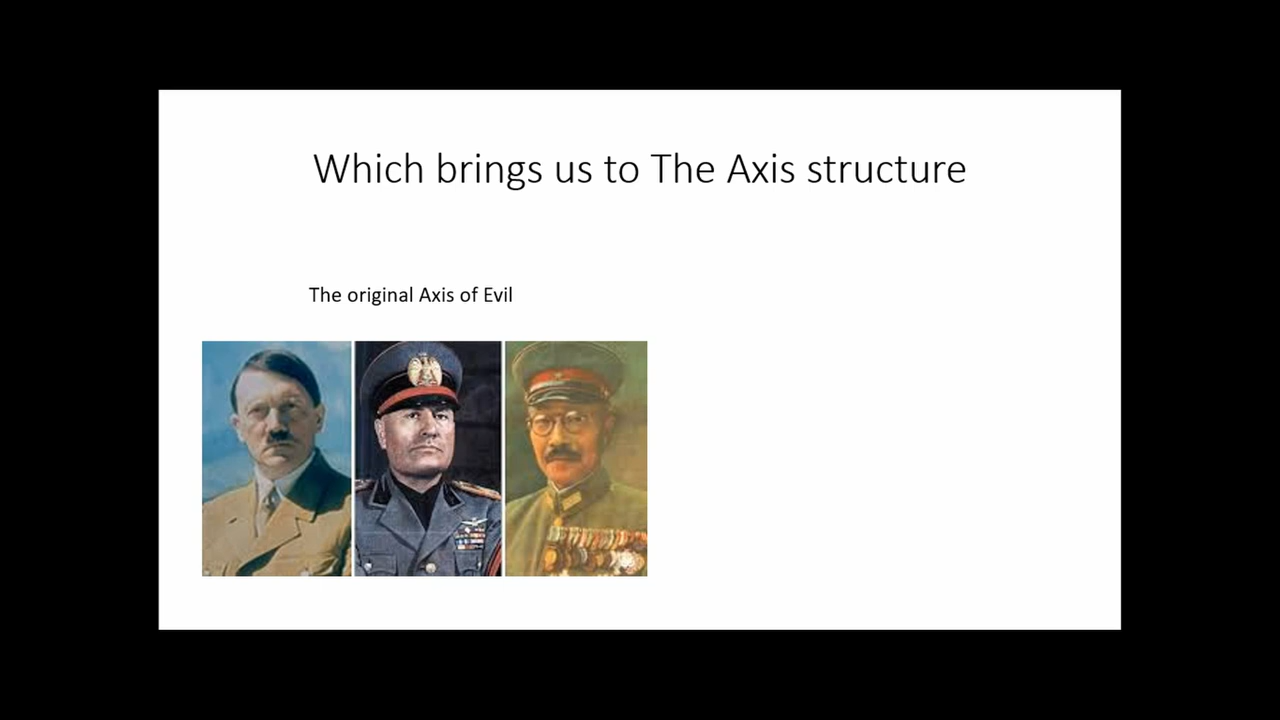 Which brings us to The Axis structure
The original Axis of Evil